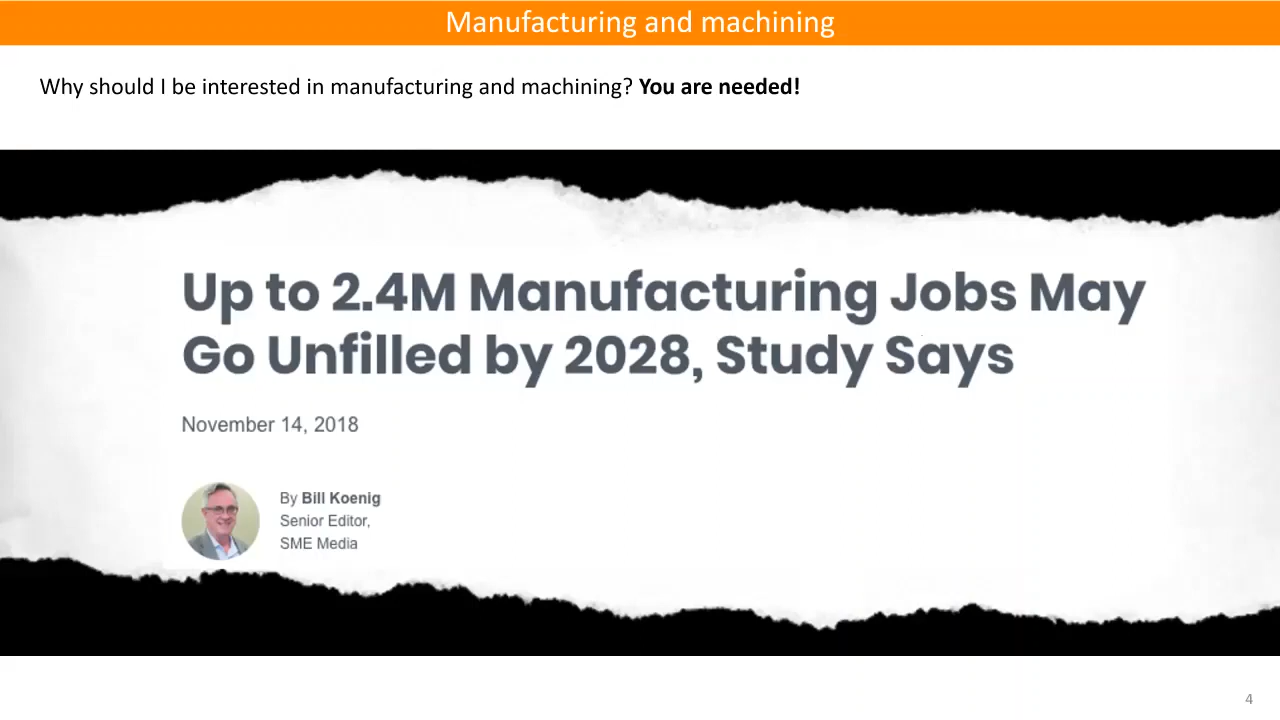 Manufacturing and machining
Why should I be interested in manufacturing and machining? You are needed!
Up to 2.4M Manufacturing Jobs May
Go Unfilled by 2028, Study Says
November 14, 2018
By Bill Koenig
Senior Editor,
SME Media
4